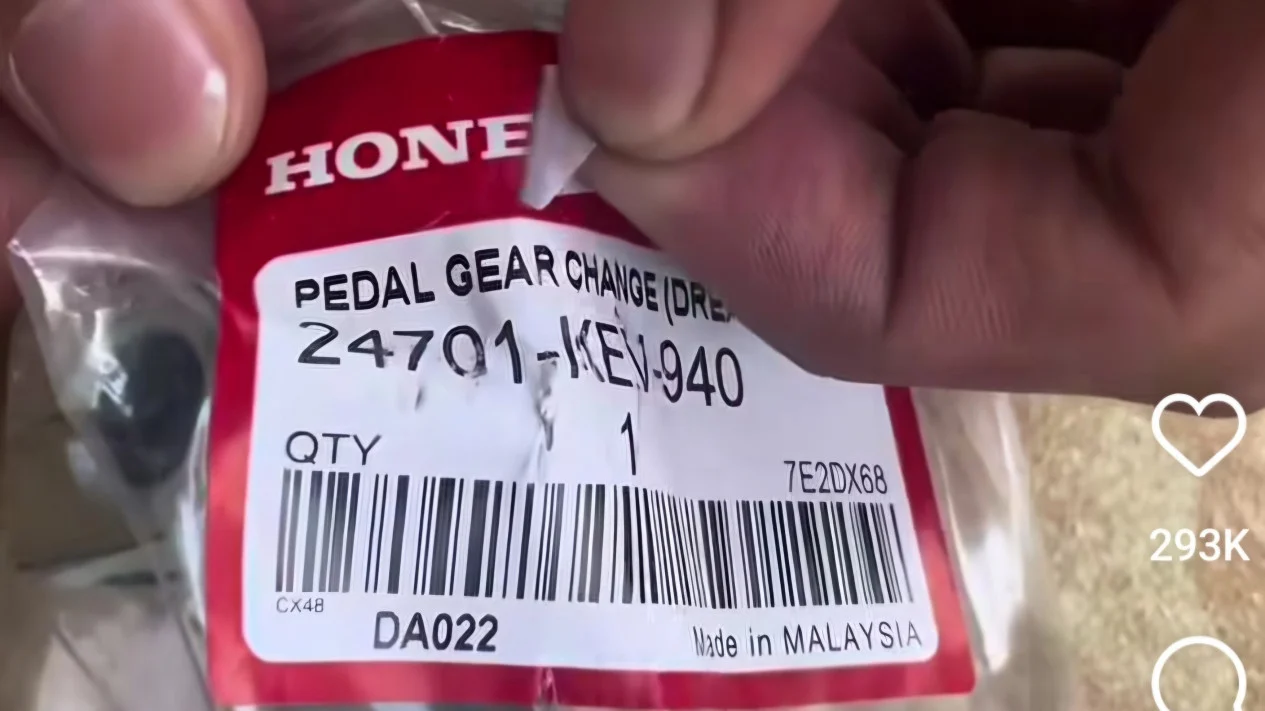 HONE
PEDAL GEAR CHANGE (DRE
24701-KEV-940
QTY 1
7E2DX68
CX48
DA022
Made in MALAYSIA
293K